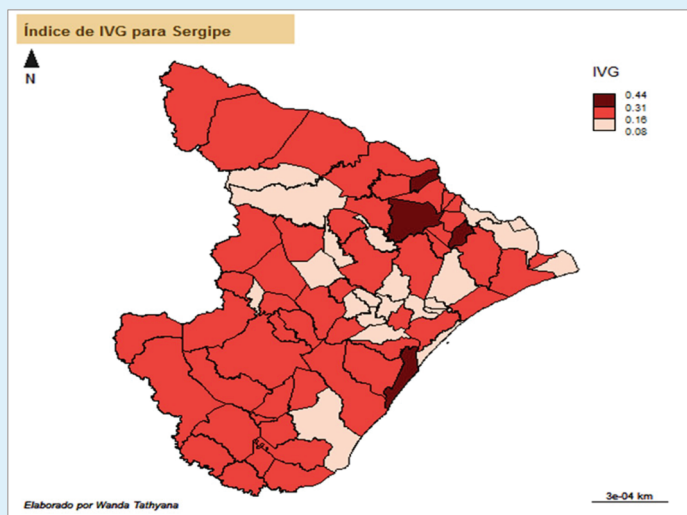 Índice de IVG para Sergipe
N
IVG
0.44
0.31
0.16
0.08
Elaborado por Wanda Tathyana
3e-04 km